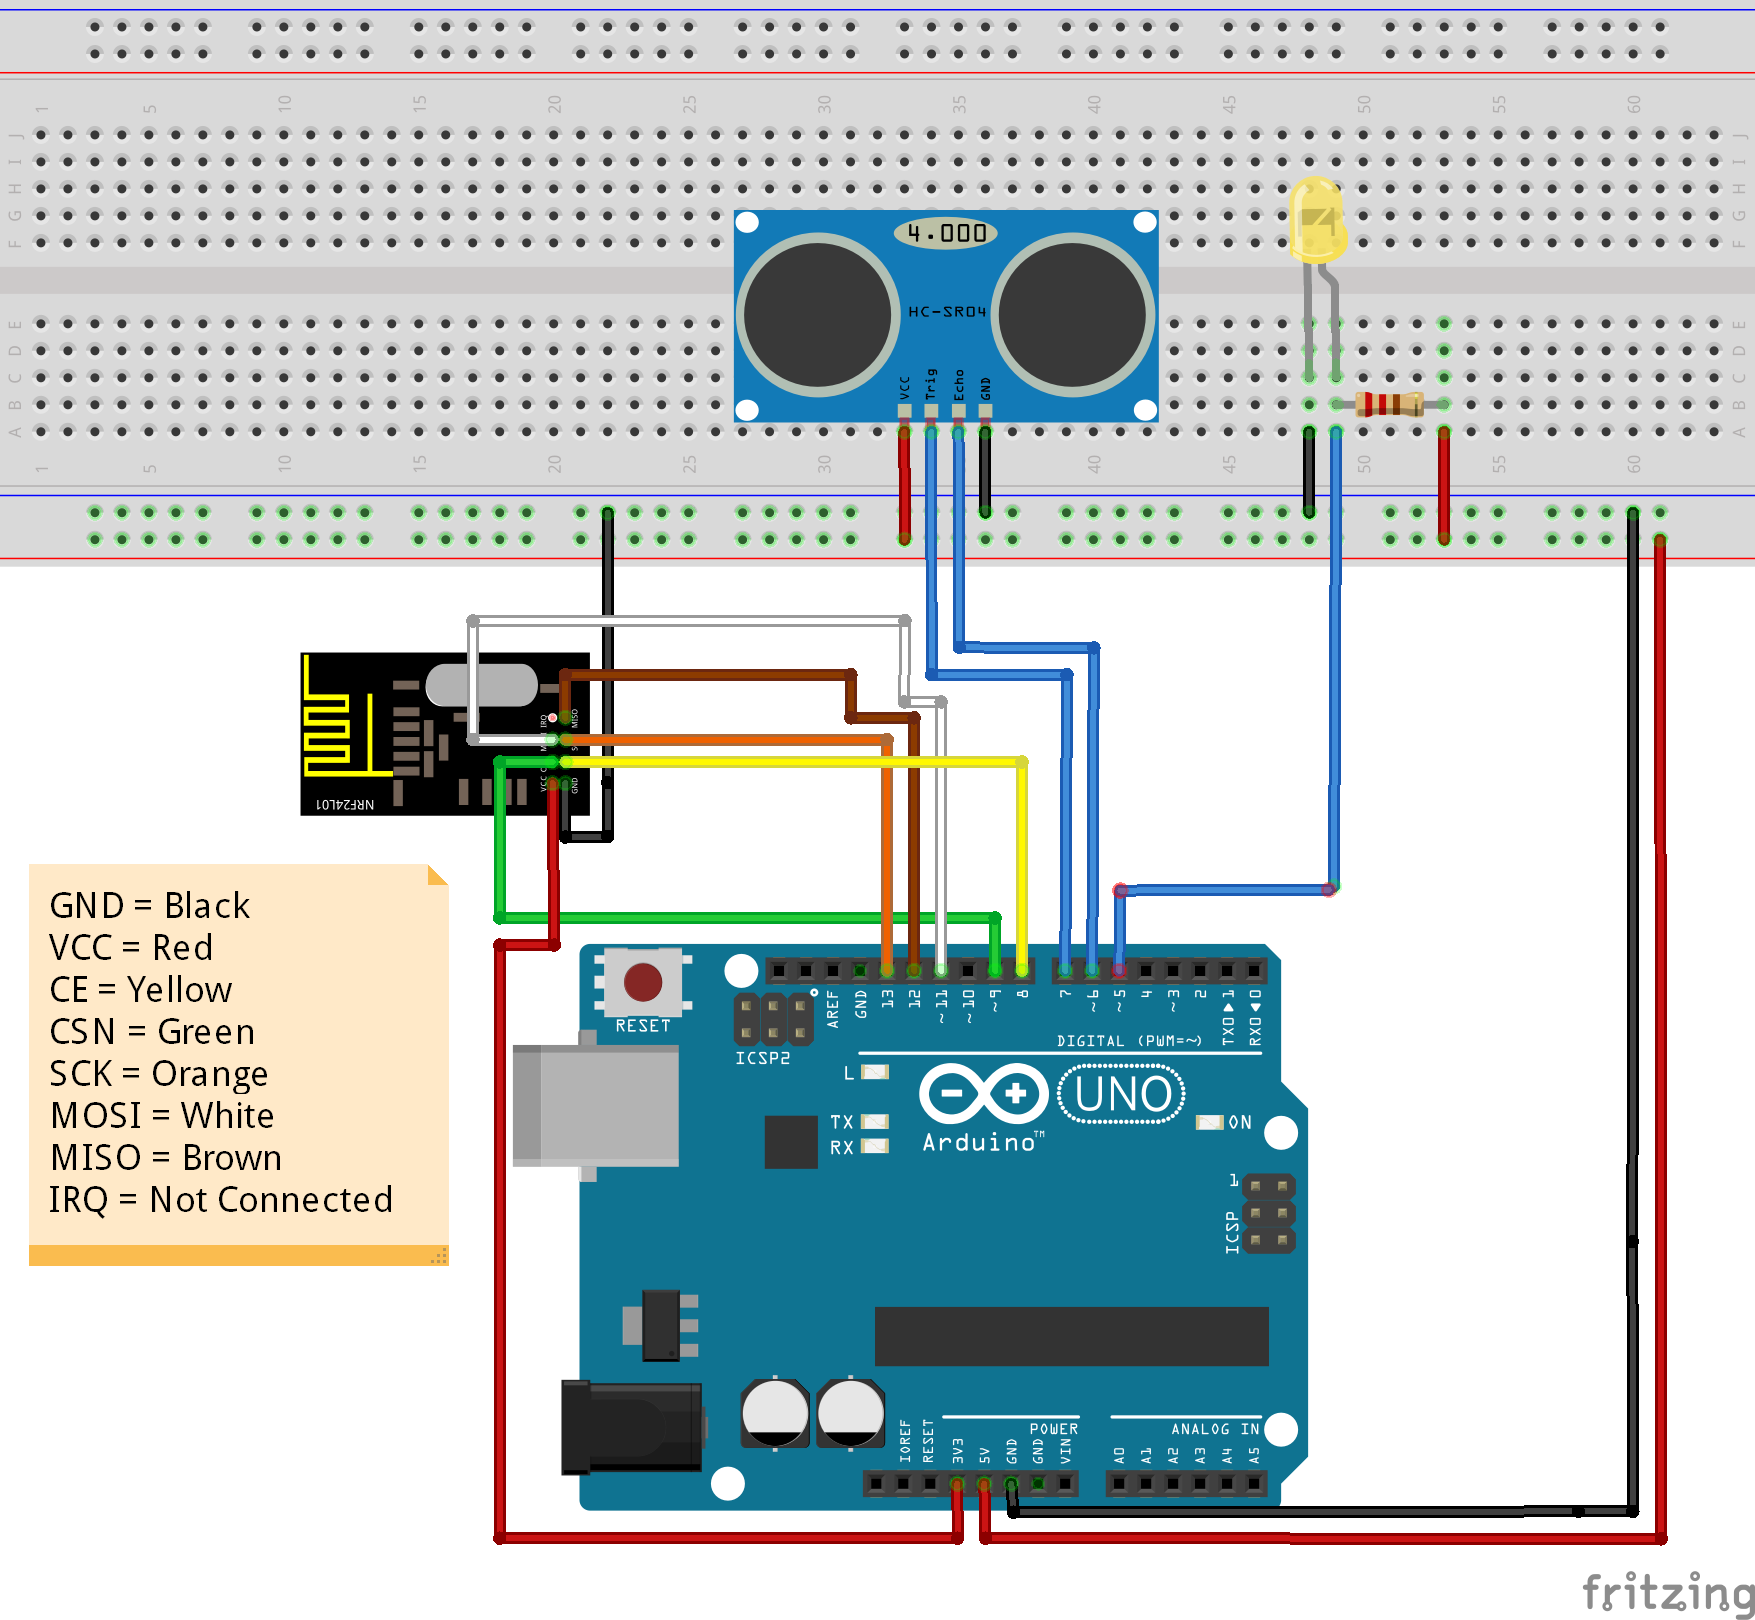 1 5 10 15 20 25 30 35 40 45 50 55 60
J J
I I
H H
G G
F F
4.000
HC-SR04
E E
D D
C C
B B
A A
VCC Trig Echo GND
1 5 10 15 20 25 30 35 40 45 50 55 60
IRQ MISO
VCC GND
NRF24L01
GND = Black
VCC = Red
CE = Yellow
CSN = Green
SCK = Orange
MOSI = White
MISO = Brown
IRQ = Not Connected
RESET
ICSP2
AREF GND 13 12 ~11 ~10 ~9 8 7 ~6 ~5 4 ~3 2 TX0▶1 RX0◀0
DIGITAL (PWM=~)
L
TX
RX
Arduino™
UNO
ON
1
ICSP
IOREF RESET 3V3 5V GND GND VIN
POWER
A0 A1 A2 A3 A4 A5
ANALOG IN
fritzing